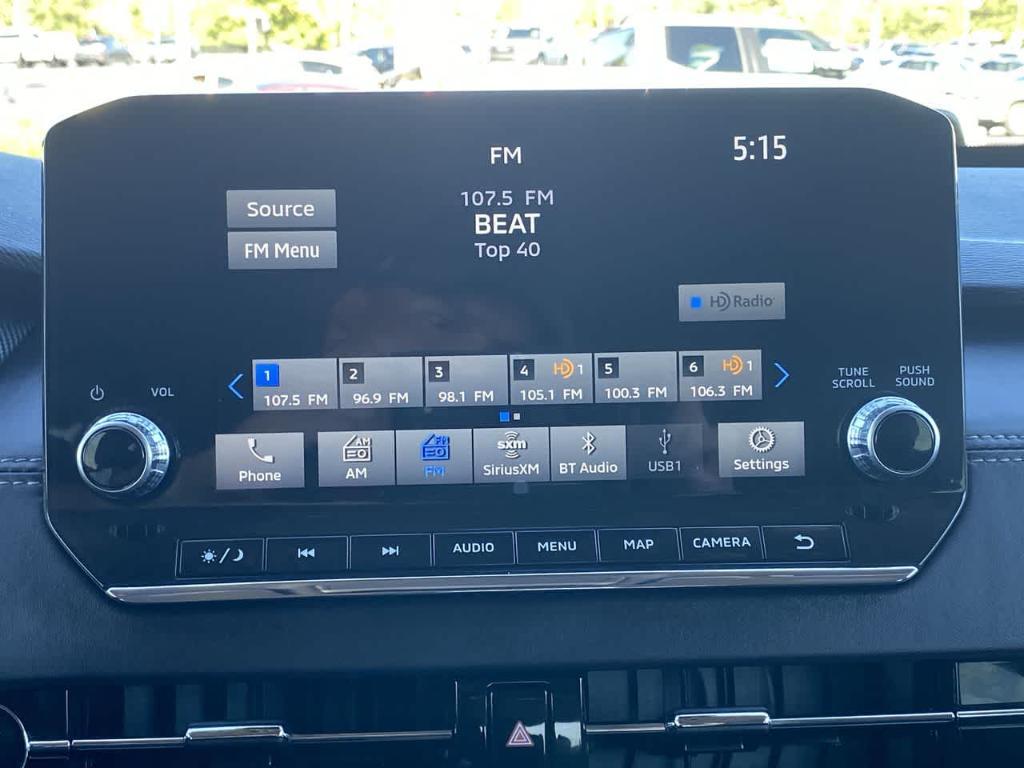 FM
5:15
107.5 FM
BEAT
Top 40
Source
FM Menu
HD Radio
1
107.5 FM
2
96.9 FM
3
98.1 FM
4 HD 1
105.1 FM
5
100.3 FM
6 HD 1
106.3 FM
VOL
TUNE
SCROLL
PUSH
SOUND
Phone
AM
AM
FM
FM
sxm
SiriusXM
BT Audio
USB1
Settings
AUDIO
MENU
MAP
CAMERA